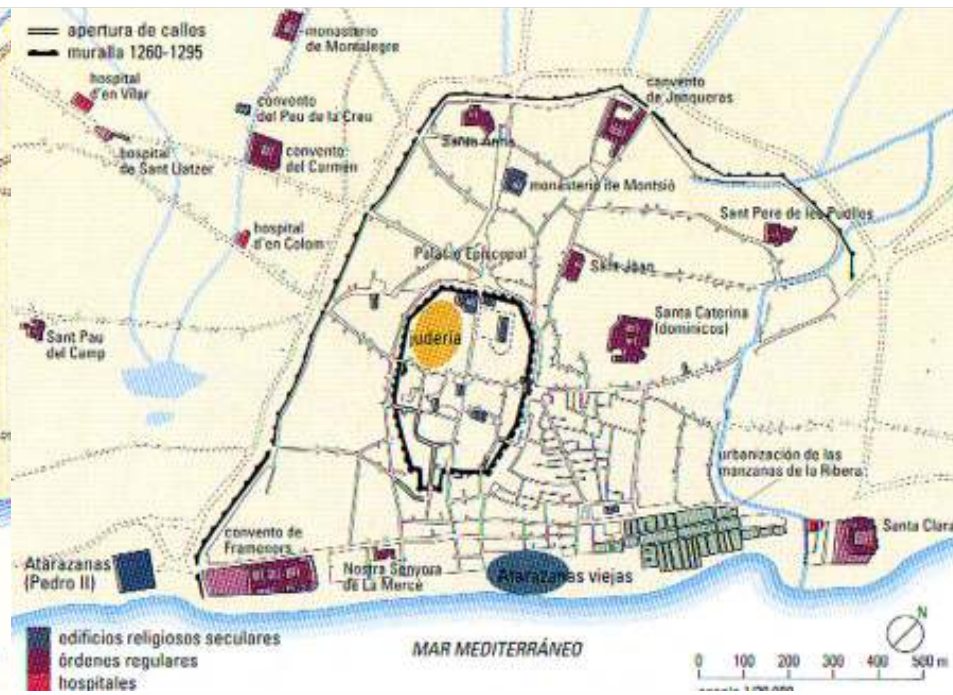 apertura de calles
muralla 1260-1295
monasterio
de Montalegre
hospital
d'en Vilar
convento
del Peu de la Creu
hospital
de Sant Llatzer
convento
del Carmen
convento
de Jonqueres
Santa Anna
monasterio de Montsió
Sant Pere de les Puelles
hospital
d'en Colom
Palacio Episcopal
Sant Joan
Santa Caterina
(dominicos)
Sant Pau
del Camp
judería
urbanización de las
manzanas de la Ribera
convento de
Framenors
Santa Clara
Atarazanas
(Pedro II)
Nostra Senyora
de La Mercè
Atarazanas viejas
N
edificios religiosos seculares
órdenes regulares
hospitales
MAR MEDITERRÁNEO
0 100 200 300 400 500 m